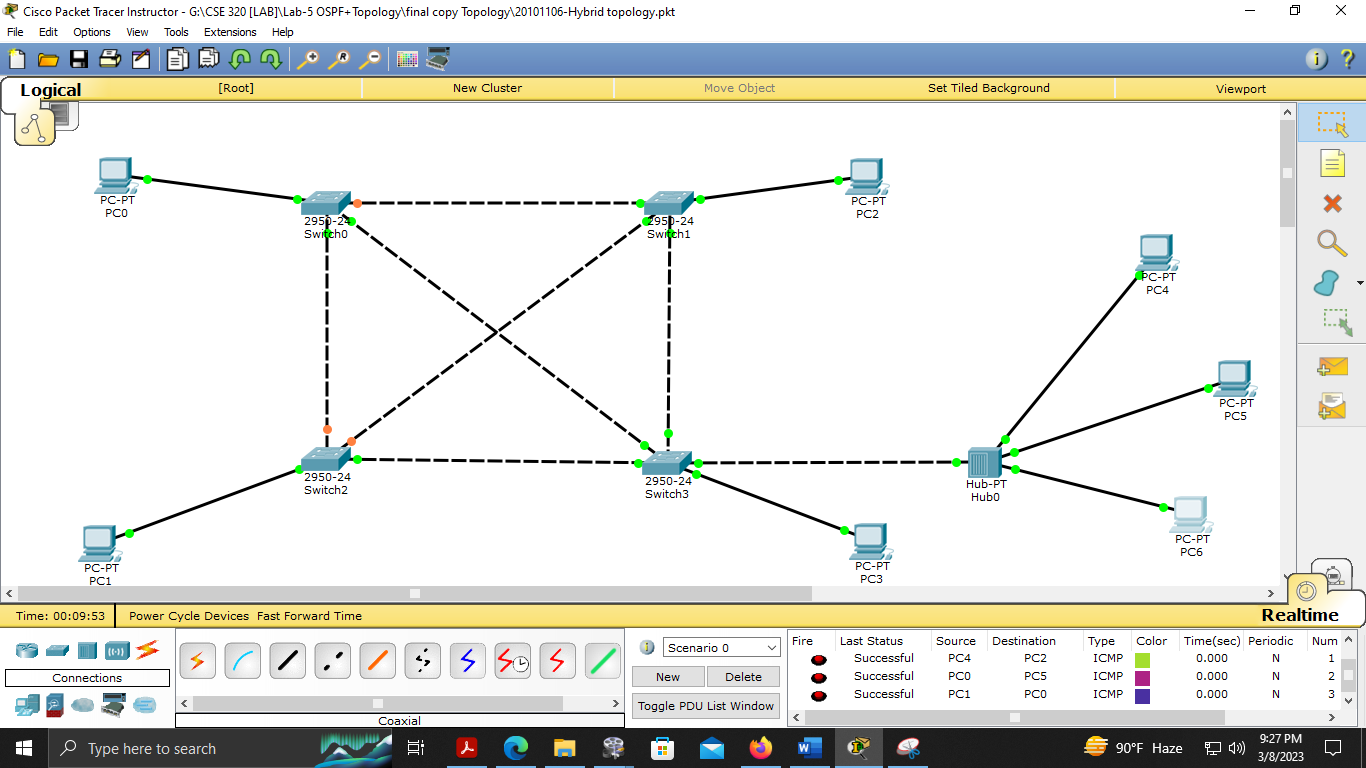 Cisco Packet Tracer Instructor - G:\CSE 320 [LAB]\Lab-5 OSPF+Topology\final copy Topology\20101106-Hybrid topology.pkt
File Edit Options View Tools Extensions Help
Logical [Root] New Cluster Move Object Set Tiled Background Viewport
PC-PT
PC0
2950-24
Switch0
2950-24
Switch1
PC-PT
PC2
PC-PT
PC4
PC-PT
PC5
2950-24
Switch2
2950-24
Switch3
Hub-PT
Hub0
PC-PT
PC6
PC-PT
PC1
PC-PT
PC3
Time: 00:09:53 Power Cycle Devices Fast Forward Time Realtime
Connections
Coaxial
Scenario 0
New Delete
Toggle PDU List Window
Fire Last Status Source Destination Type Color Time(sec) Periodic Num
Successful PC4 PC2 ICMP 0.000 N 1
Successful PC0 PC5 ICMP 0.000 N 2
Successful PC1 PC0 ICMP 0.000 N 3
Type here to search
90°F Haze
9:27 PM
3/8/2023